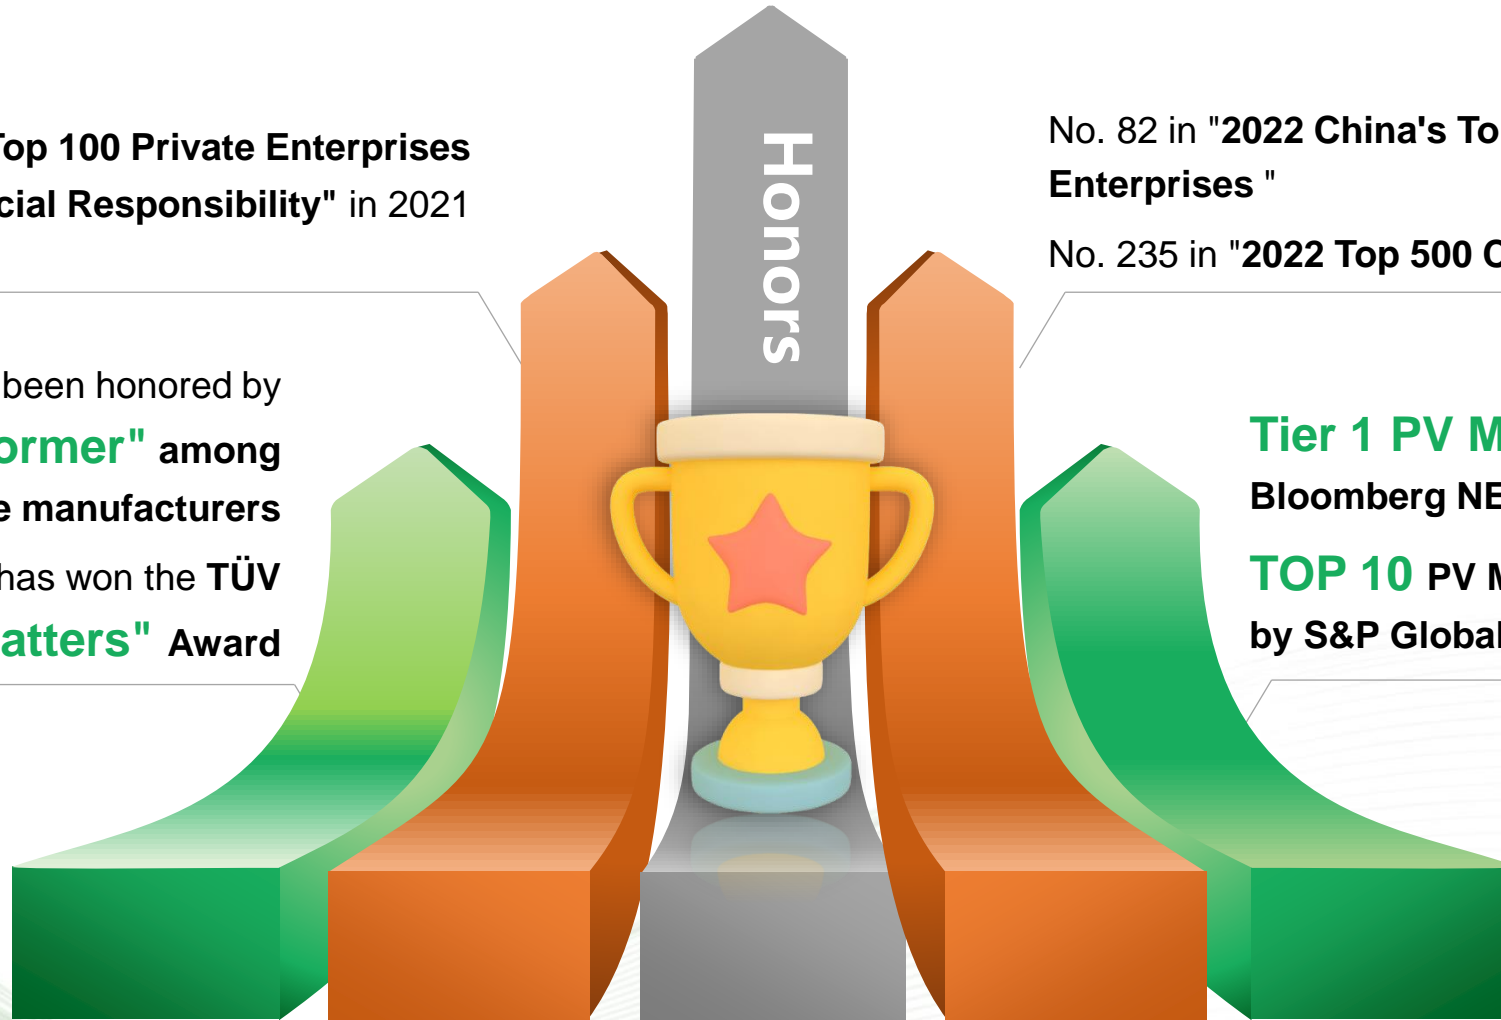 Top 100 Private Enterprises
cial Responsibility" in 2021
been honored by
ormer" among
e manufacturers
has won the TÜV
atters" Award
Honors
No. 82 in "2022 China's To
Enterprises "
No. 235 in "2022 Top 500 C
Tier 1 PV M
Bloomberg NE
TOP 10 PV M
by S&P Global